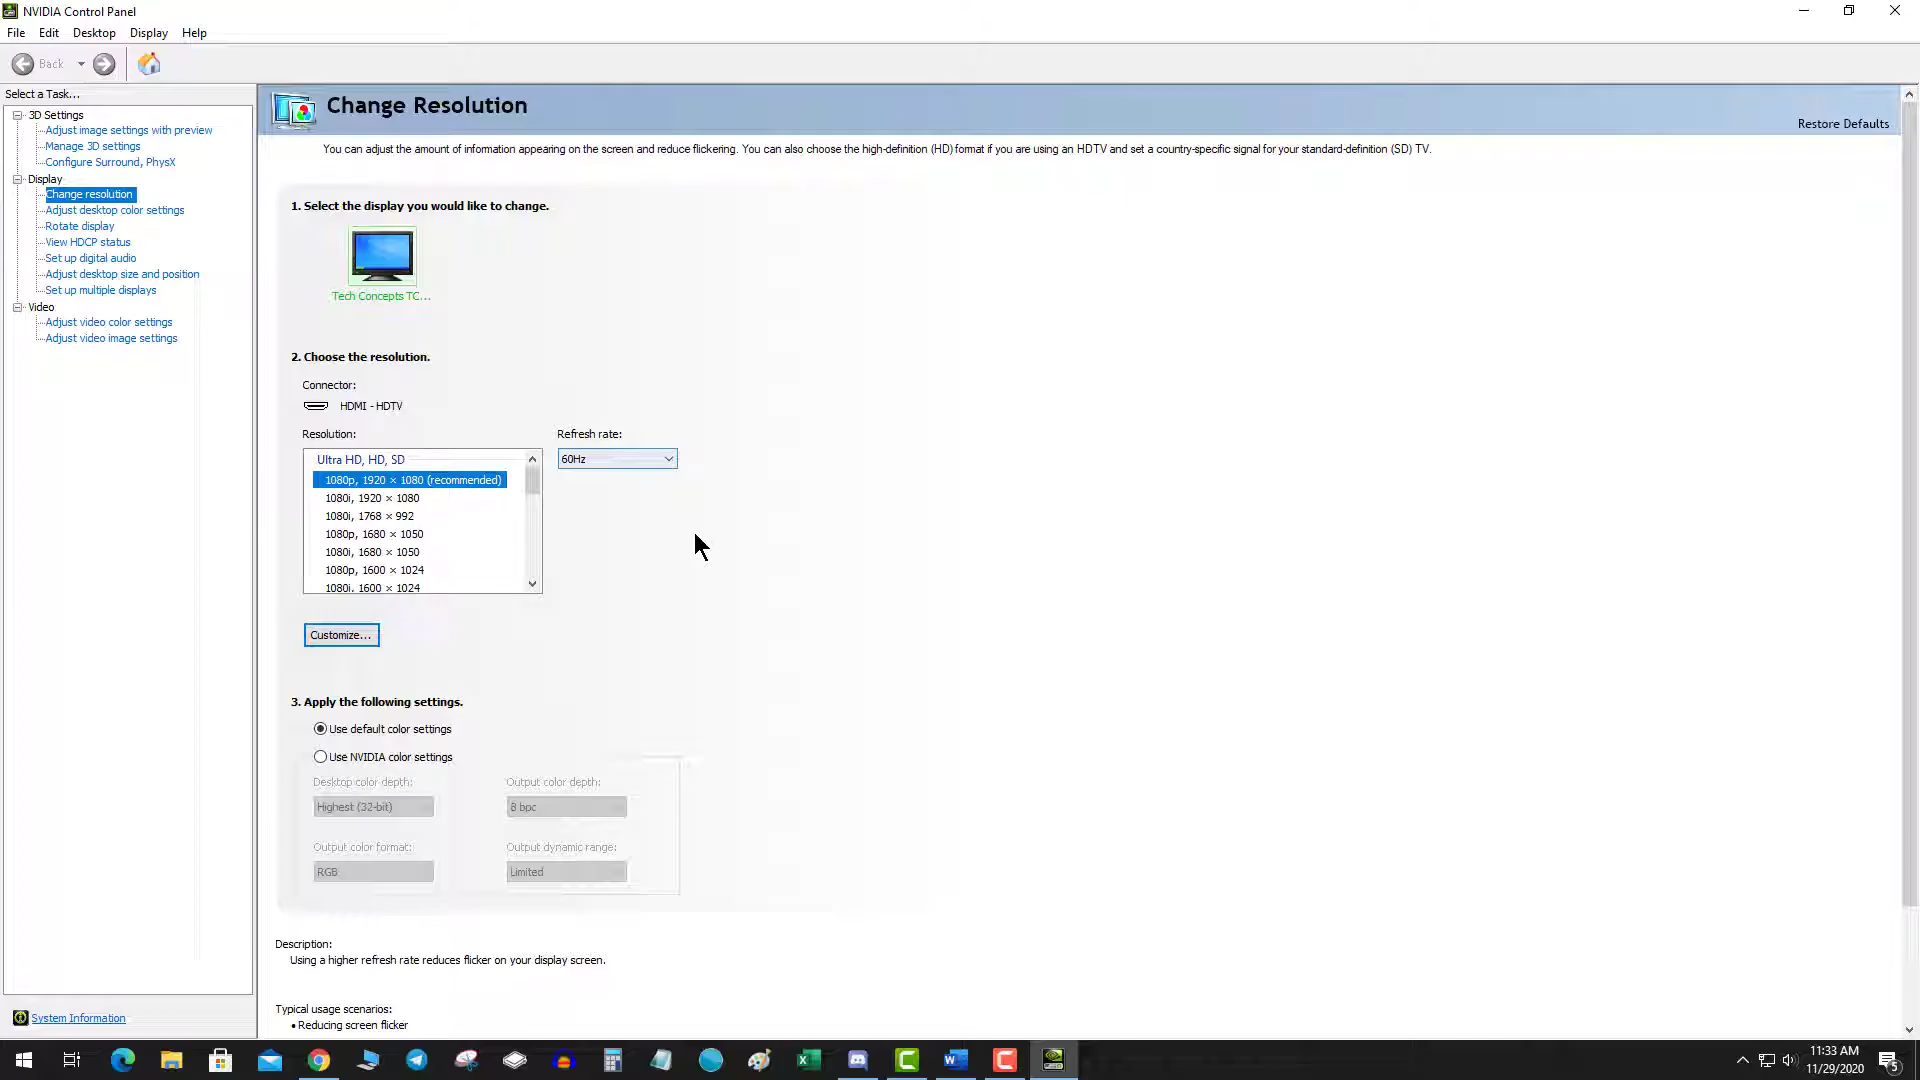 NVIDIA Control Panel
File Edit Desktop Display Help
Back
Select a Task...
3D Settings
Adjust image settings with preview
Manage 3D settings
Configure Surround, PhysX
Display
Change resolution
Adjust desktop color settings
Rotate display
View HDCP status
Set up digital audio
Adjust desktop size and position
Set up multiple displays
Video
Adjust video color settings
Adjust video image settings
System Information
Change Resolution
Restore Defaults
You can adjust the amount of information appearing on the screen and reduce flickering. You can also choose the high-definition (HD) format if you are using an HDTV and set a country-specific signal for your standard-definition (SD) TV.
1. Select the display you would like to change.
Tech Concepts TC...
2. Choose the resolution.
Connector:
HDMI - HDTV
Resolution:
Refresh rate:
Ultra HD, HD, SD
60Hz
1080p, 1920 × 1080 (recommended)
1080i, 1920 × 1080
1080i, 1768 × 992
1080p, 1680 × 1050
1080i, 1680 × 1050
1080p, 1600 × 1024
1080i, 1600 × 1024
Customize...
3. Apply the following settings.
Use default color settings
Use NVIDIA color settings
Desktop color depth:
Output color depth:
Highest (32-bit)
8 bpc
Output color format:
Output dynamic range:
RGB
Limited
Description:
Using a higher refresh rate reduces flicker on your display screen.
Typical usage scenarios:
• Reducing screen flicker
11:33 AM
11/29/2020
5